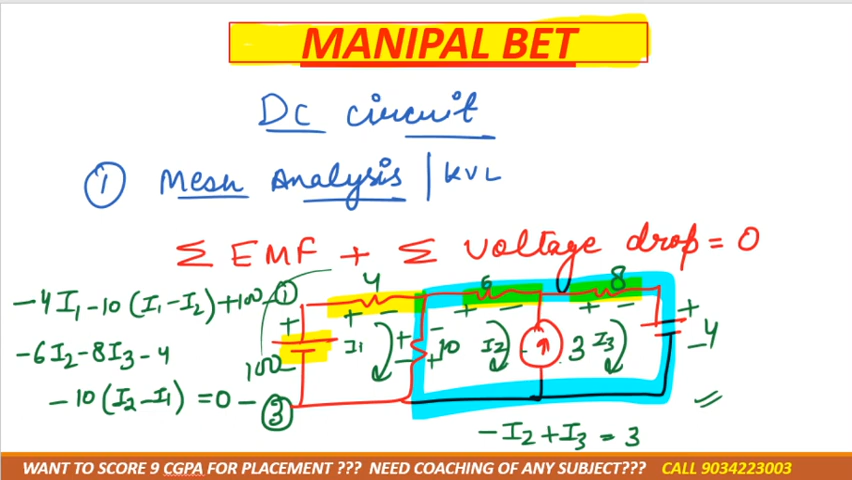 MANIPAL BET
DC circuit
① Mesh Analysis | KVL
Σ EMF + Σ voltage drop = 0
-4I₁-10(I₁-I₂)+100-①
4
6
8
+
+ -
+ -
+ -
+
-6I₂-8I₃-4
100
I₁
+ -
- +
10
I₂
3
I₃
-4
-10(I₂-I₁)=0-③
-I₂+I₃=3
WANT TO SCORE 9 CGPA FOR PLACEMENT ??? NEED COACHING OF ANY SUBJECT??? CALL 9034223003